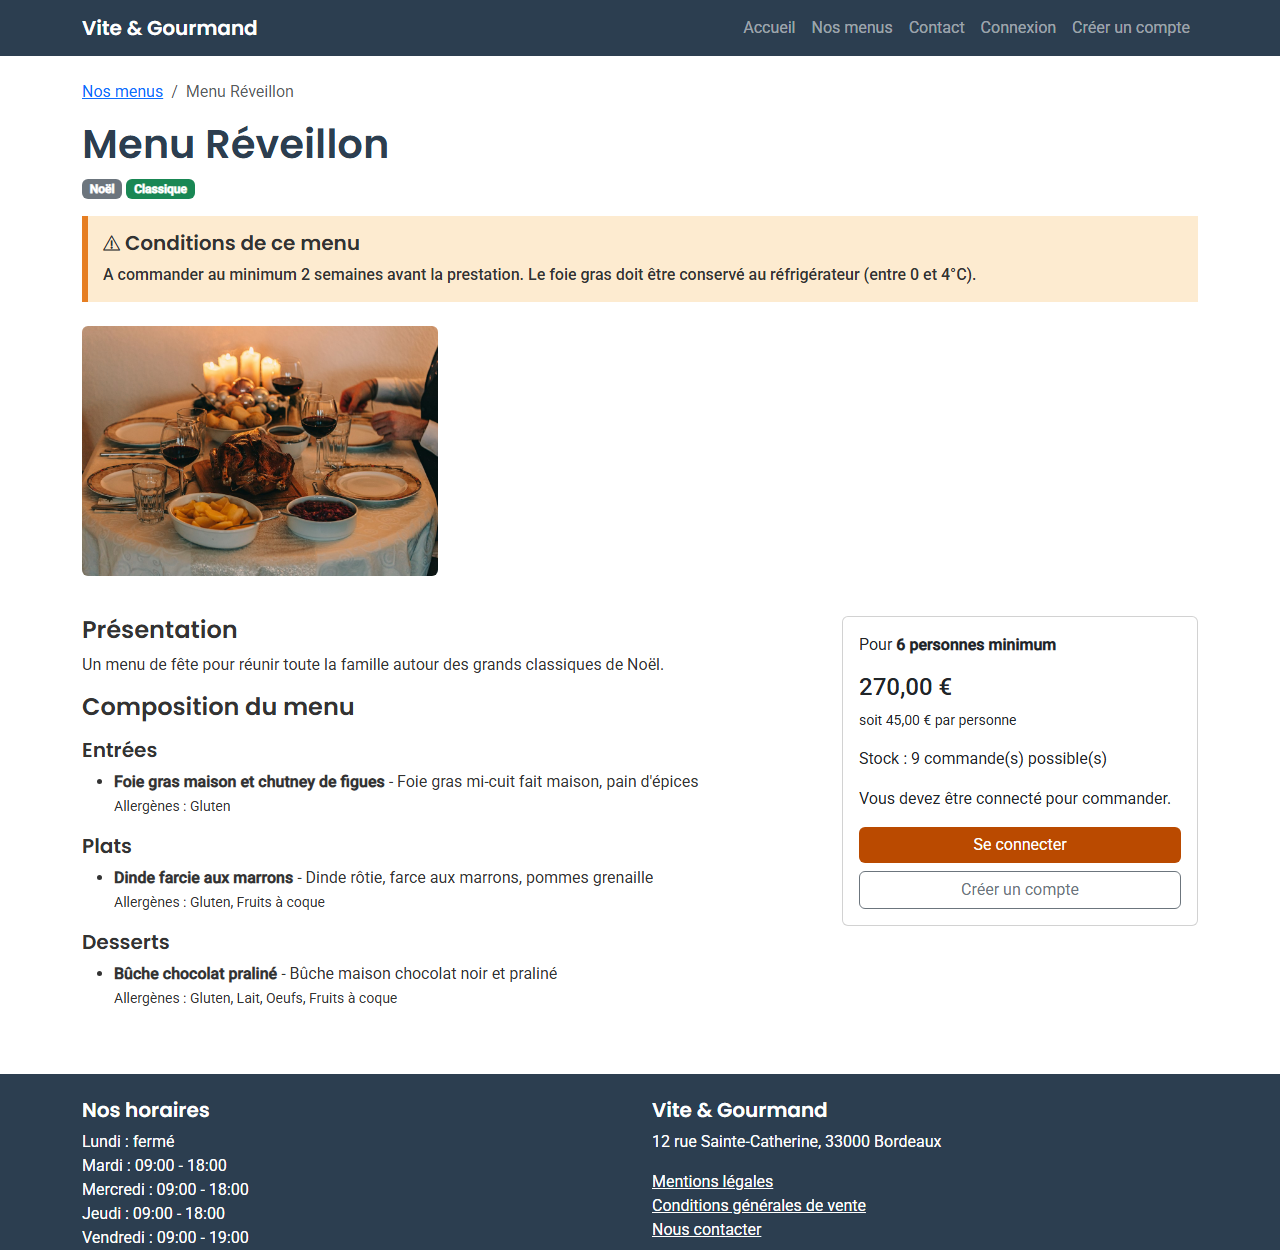 Vite & Gourmand
Accueil Nos menus Contact Connexion Créer un compte
Nos menus / Menu Réveillon
Menu Réveillon
Noël Classique
⚠ Conditions de ce menu
A commander au minimum 2 semaines avant la prestation. Le foie gras doit être conservé au réfrigérateur (entre 0 et 4°C).
Présentation
Un menu de fête pour réunir toute la famille autour des grands classiques de Noël.
Composition du menu
Entrées
• Foie gras maison et chutney de figues - Foie gras mi-cuit fait maison, pain d'épices
Allergènes : Gluten
Plats
• Dinde farcie aux marrons - Dinde rôtie, farce aux marrons, pommes grenaille
Allergènes : Gluten, Fruits à coque
Desserts
• Bûche chocolat praliné - Bûche maison chocolat noir et praliné
Allergènes : Gluten, Lait, Oeufs, Fruits à coque
Pour 6 personnes minimum
270,00 €
soit 45,00 € par personne
Stock : 9 commande(s) possible(s)
Vous devez être connecté pour commander.
Se connecter
Créer un compte
Nos horaires
Lundi : fermé
Mardi : 09:00 - 18:00
Mercredi : 09:00 - 18:00
Jeudi : 09:00 - 18:00
Vendredi : 09:00 - 19:00
Vite & Gourmand
12 rue Sainte-Catherine, 33000 Bordeaux
Mentions légales
Conditions générales de vente
Nous contacter